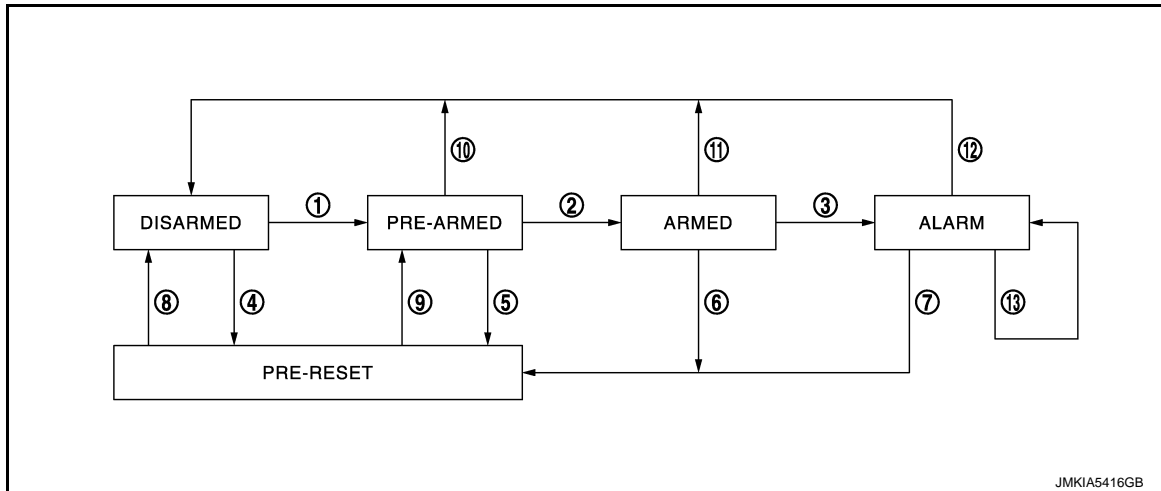 ⑩ ⑪ ⑫
DISARMED ① PRE-ARMED ② ARMED ③ ALARM
⑧ ④ ⑨ ⑤ ⑥ ⑦ ⑬
PRE-RESET
JMKIA5416GB